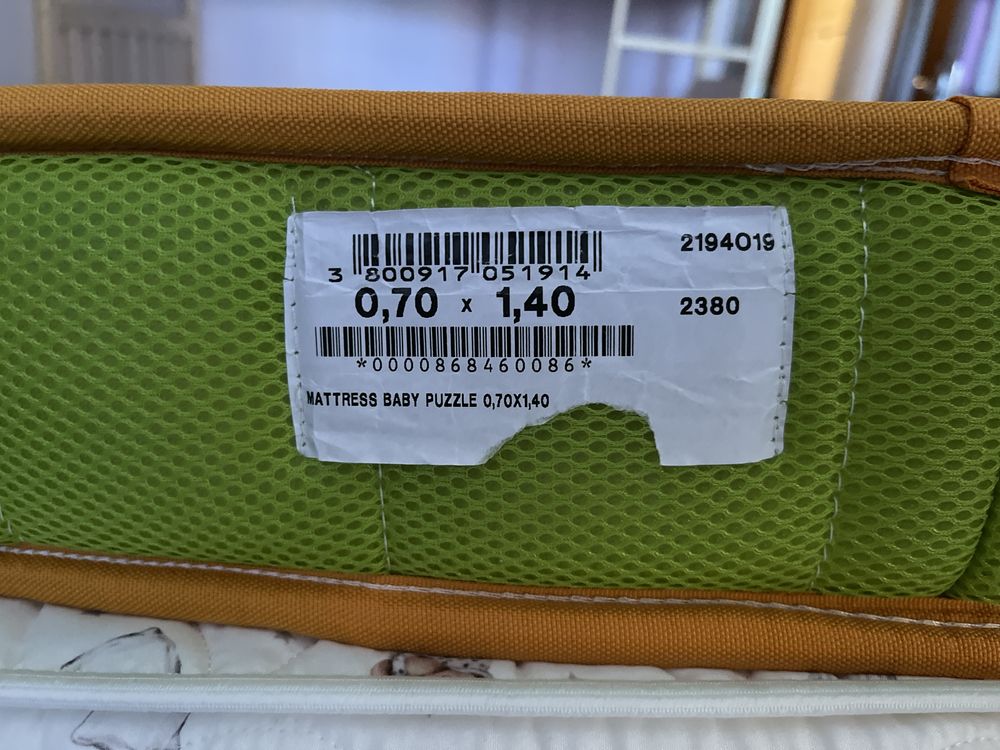 2194019
3 800917 051914
0,70 x 1,40
2380
*0000868460086*
MATTRESS BABY PUZZLE 0,70X1,40